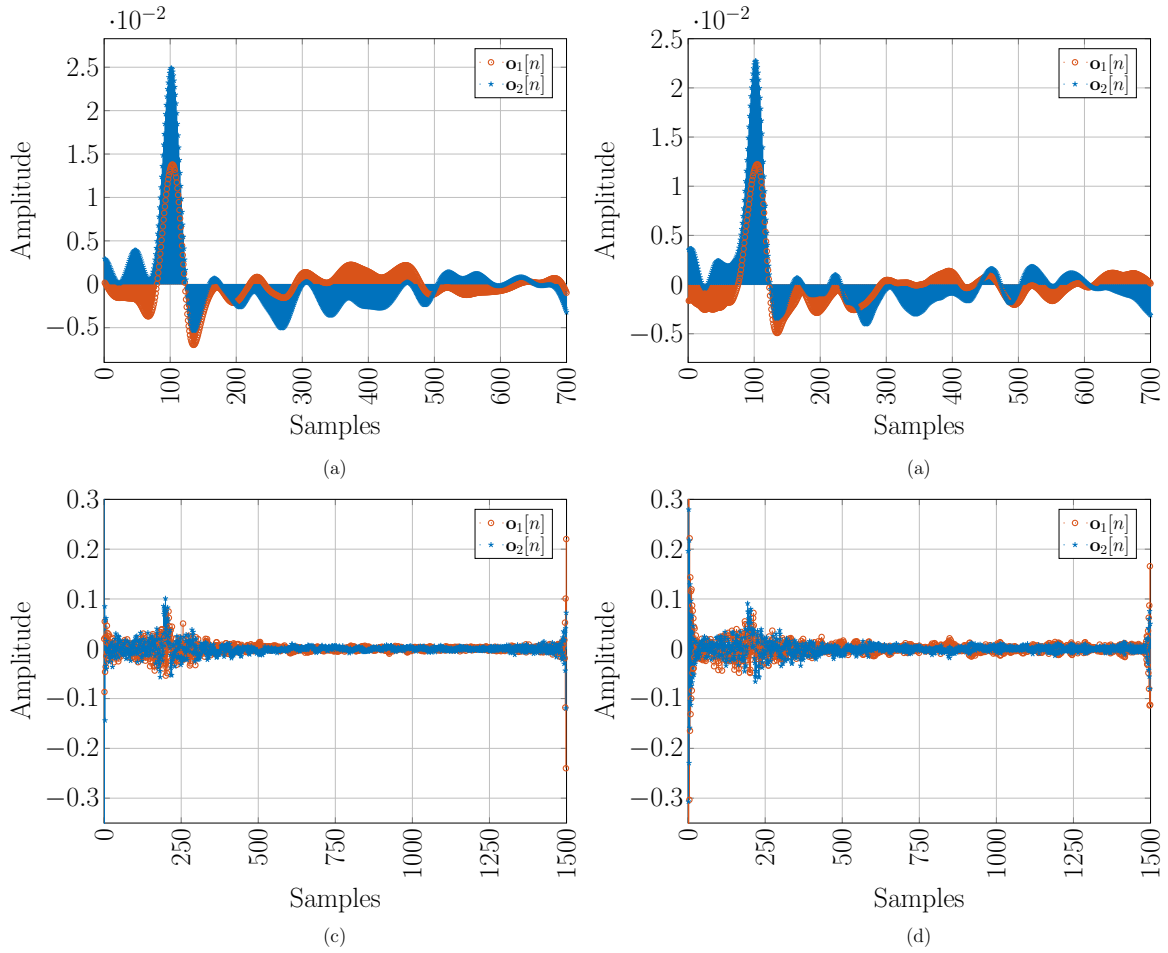 ·10⁻²
2.5
2
1.5
1
0.5
0
−0.5
Amplitude
o₁[n]
o₂[n]
0 100 200 300 400 500 600 700
Samples
(a)
·10⁻²
2.5
2
1.5
1
0.5
0
−0.5
Amplitude
o₁[n]
o₂[n]
0 100 200 300 400 500 600 700
Samples
(a)
0.3
0.2
0.1
0
−0.1
−0.2
−0.3
Amplitude
o₁[n]
o₂[n]
0 250 500 750 1000 1250 1500
Samples
(c)
0.3
0.2
0.1
0
−0.1
−0.2
−0.3
Amplitude
o₁[n]
o₂[n]
0 250 500 750 1000 1250 1500
Samples
(d)